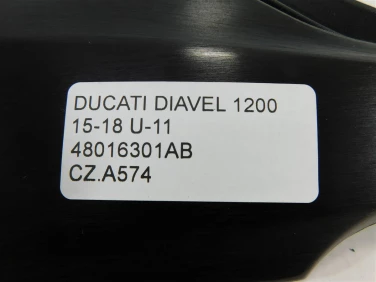 DUCATI DIAVEL 1200
15-18 U-11
48016301AB
CZ.A574